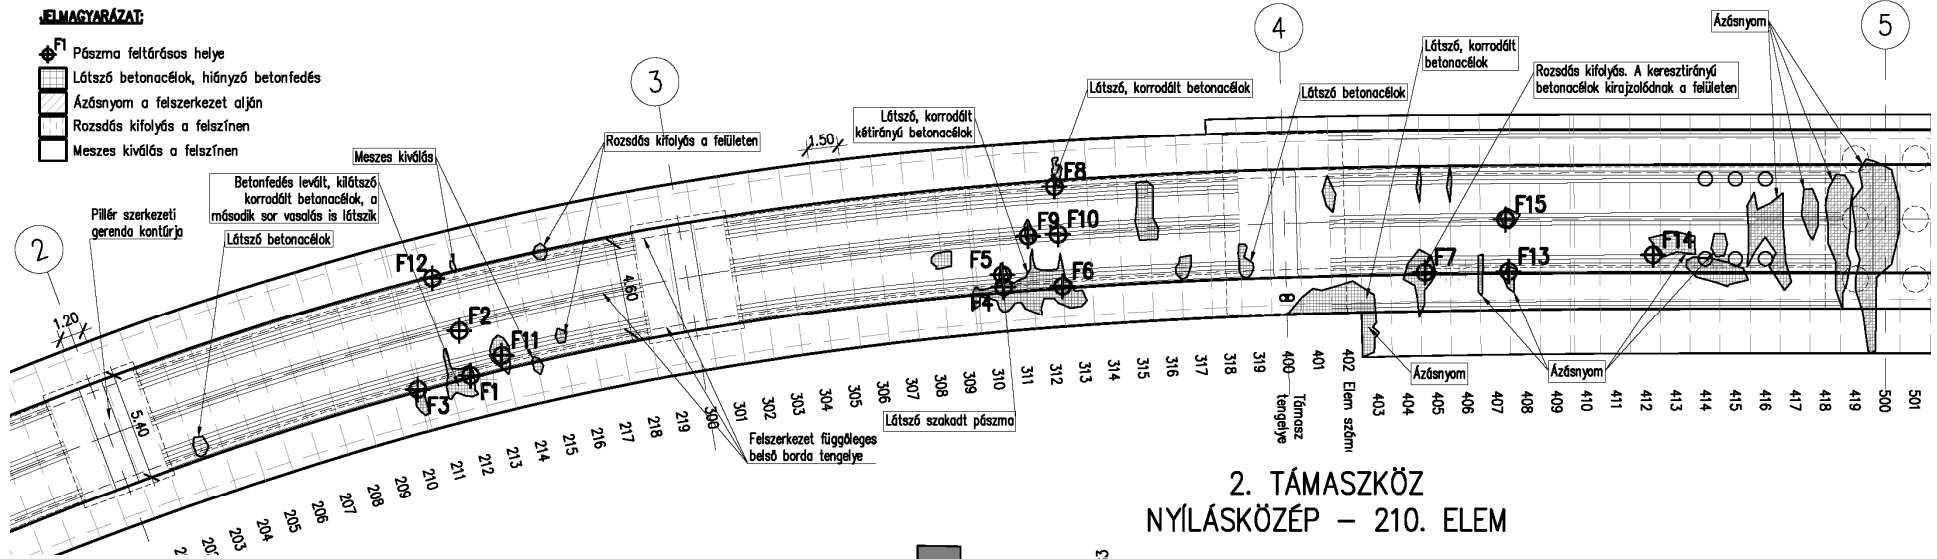 JELMAGYARÁZAT:
F1 Pászma feltárásos helye
Látszó betonacélok, hiányzó betonfedés
Ázásnyom a felszerkezet alján
Rozsdás kifolyás a felszínen
Meszes kiválás a felszínen
2
3
4
5
Pillér szerkezeti
gerenda kontúrja
Betonfedés levált, kilátszó
korrodált betonacélok, a
második sor vasalás is látszik
Látszó betonacélok
Meszes kiválás
Rozsdás kifolyás a felületen
1.50
Látszó, korrodált
kétirányú betonacélok
Látszó, korrodált betonacélok
Látszó betonacélok
Látszó, korrodált
betonacélok
Rozsdás kifolyás. A keresztirányú
betonacélok kirajzolódnak a felületen
Ázásnyom
1.20
5.40
4.60
F12
F2
F11
F1
F3
F5
F4
F9
F10
F8
F6
F7
F15
F13
F14
8
Felszerkezet függőleges
belső borda tengelye
Látszó szakadt pászma
Ázásnyom
Ázásnyom
203
204
205
206
207
208
209
210
211
212
213
214
215
216
217
218
219
300
301
302
303
304
305
306
307
308
309
310
311
312
313
314
315
316
317
318
319
400
Támasz
tengelye
401
402
Elem száma
403
404
405
406
407
408
409
410
411
412
413
414
415
416
417
418
419
500
501
2. TÁMASZKÖZ
NYÍLÁSKÖZÉP – 210. ELEM